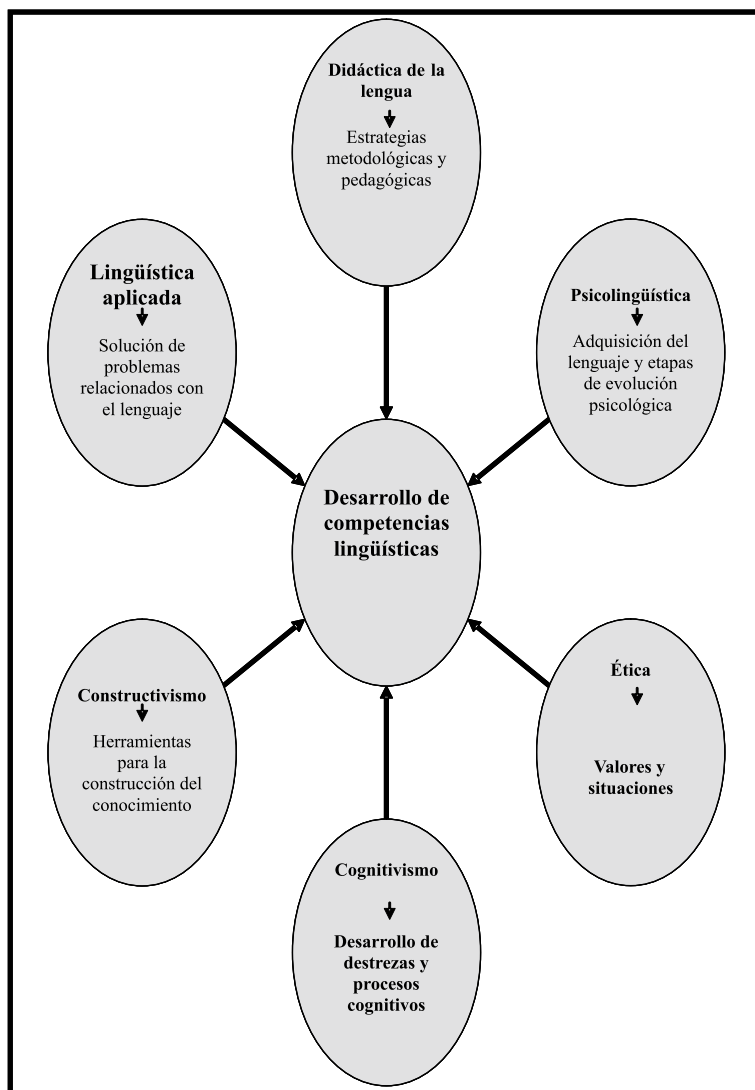 Didáctica de la
lengua
Estrategias
metodológicas y
pedagógicas
Lingüística
aplicada
Solución de
problemas
relacionados con
el lenguaje
Psicolingüística
Adquisición del
lenguaje y etapas
de evolución
psicológica
Desarrollo de
competencias
lingüísticas
Constructivismo
Herramientas
para la
construcción del
conocimiento
Ética
Valores y
situaciones
Cognitivismo
Desarrollo de
destrezas y
procesos
cognitivos